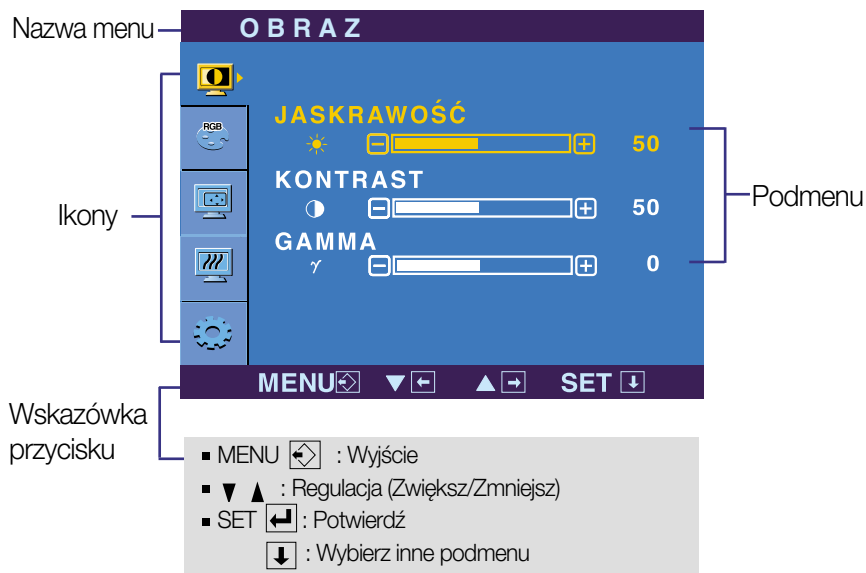 Nazwa menu
OBRAZ
RGB
JASKRAWOŚĆ
50
KONTRAST
50
GAMMA
γ
0
Ikony
Podmenu
MENU ▼ ← ▲ → SET ↓
Wskazówka
przycisku
▪ MENU : Wyjście
▪ ▼ ▲ : Regulacja (Zwiększ/Zmniejsz)
▪ SET ↵ : Potwierdź
↓ : Wybierz inne podmenu